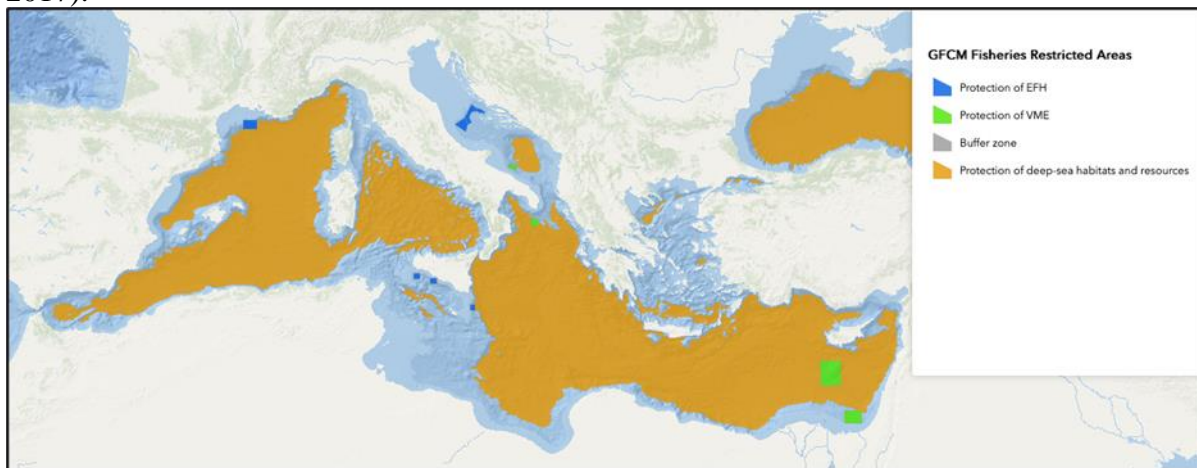 2017).
GFCM Fisheries Restricted Areas
Protection of EFH
Protection of VME
Buffer zone
Protection of deep-sea habitats and resources